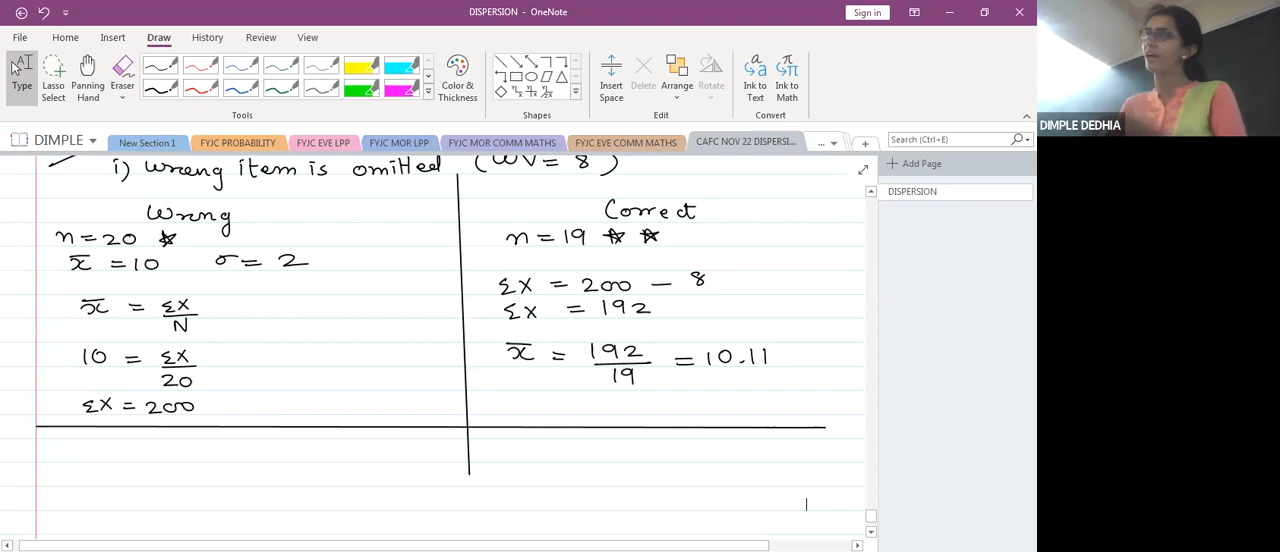 DISPERSION - OneNote
Sign in
File Home Insert Draw History Review View
Type
Lasso Select
Panning Hand
Eraser
Color & Thickness
Insert Space
Delete
Arrange
Rotate
Ink to Text
Ink to Math
Tools
Shapes
Edit
Convert
DIMPLE DEDHIA
DIMPLE
New Section 1
FYJC PROBABILITY
FYJC EVE LPP
FYJC MOR LPP
FYJC MOR COMM MATHS
FYJC EVE COMM MATHS
CAFC NOV 22 DISPERSI...
Search (Ctrl+E)
Add Page
DISPERSION
i) wrong item is omitted (WV = 8)
Wrong
n = 20 ☆
x̄ = 10 σ = 2
x̄ = Σx/N
10 = Σx/20
Σx = 200
Correct
n = 19 ☆ ☆
Σx = 200 - 8
Σx = 192
x̄ = 192/19 = 10.11